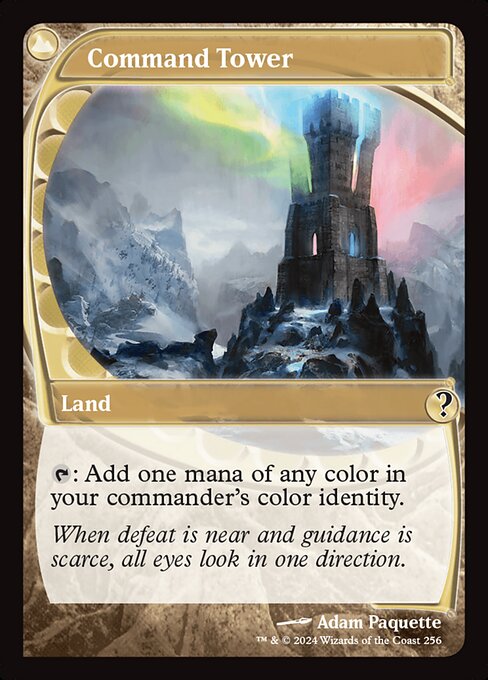 Command Tower
Land
?
: Add one mana of any color in
your commander's color identity.
When defeat is near and guidance is
scarce, all eyes look in one direction.
Adam Paquette
™ & © 2024 Wizards of the Coast 256